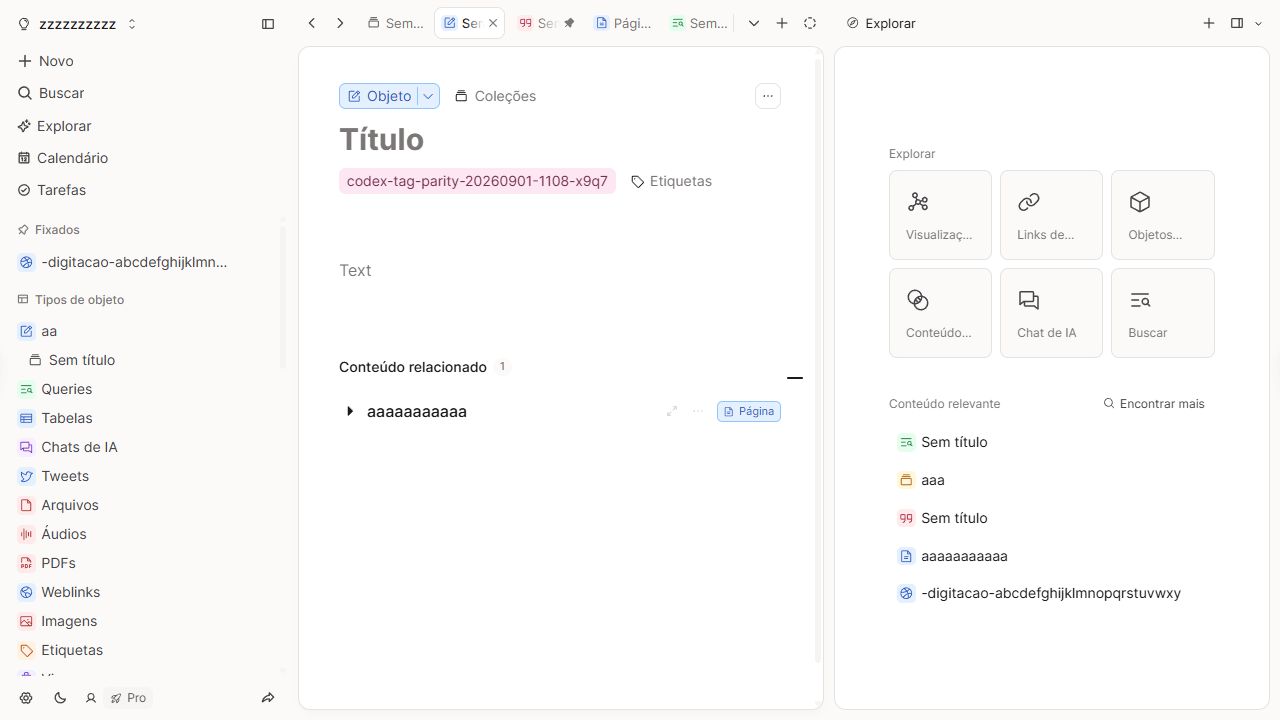 zzzzzzzzzz
Novo
Buscar
Explorar
Calendário
Tarefas
Fixados
-digitacao-abcdefghijklmn...
Tipos de objeto
aa
Sem título
Queries
Tabelas
Chats de IA
Tweets
Arquivos
Áudios
PDFs
Weblinks
Imagens
Etiquetas
Pro
Sem...
Ser
Ser
Pági...
Sem...
Objeto
Coleções
Título
codex-tag-parity-20260901-1108-x9q7
Etiquetas
Text
Conteúdo relacionado 1
aaaaaaaaaaa
Página
Explorar
Explorar
Visualizaç...
Links de...
Objetos...
Conteúdo...
Chat de IA
Buscar
Conteúdo relevante
Encontrar mais
Sem título
aaa
Sem título
aaaaaaaaaaa
-digitacao-abcdefghijklmnopqrstuvwxy